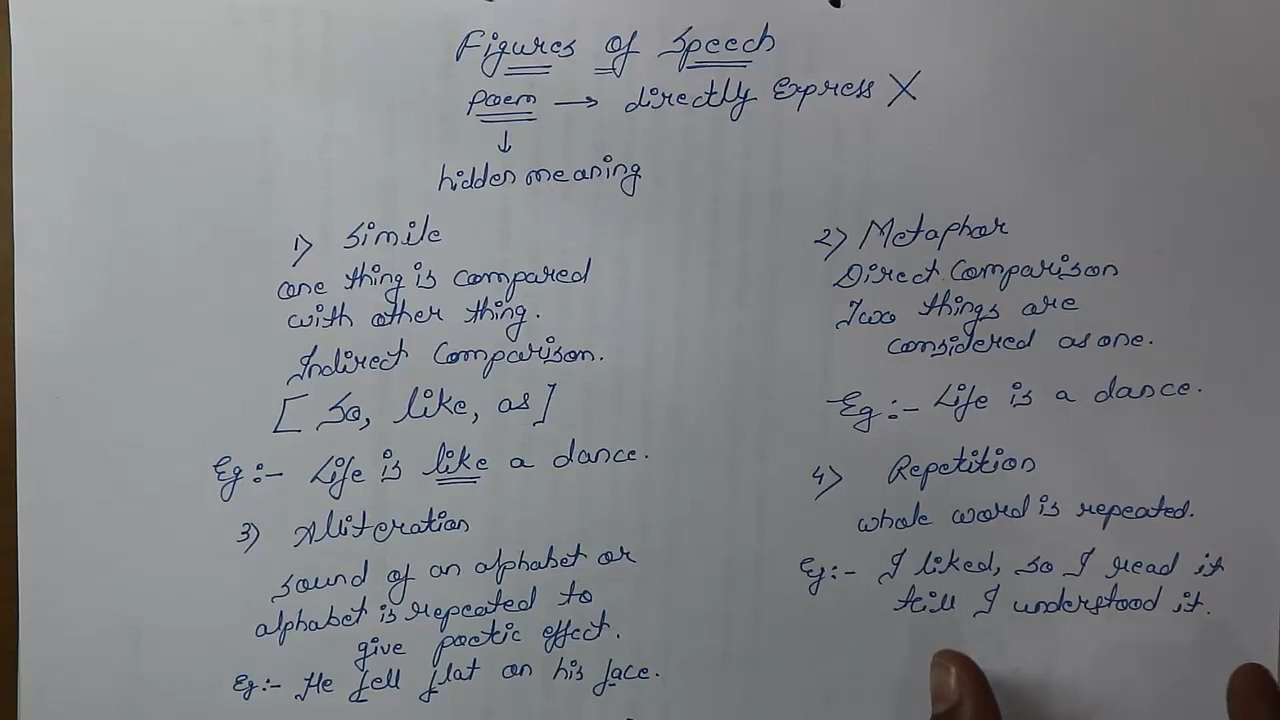 Figures of Speech
Poem → directly Express X
↓
hidden meaning
1) Simile
one thing is compared
with other thing.
Indirect Comparison.
[ So, like, as]
Eg:- Life is like a dance.
3) Alliteration
sound of an alphabet or
alphabet is repeated to
give poetic effect.
Eg:- He fell flat on his face.
2) Metaphor
Direct Comparison
Two things are
considered as one.
Eg:- Life is a dance.
4) Repetition
whole word is repeated.
Eg:- I liked, so I read it
till I understood it.